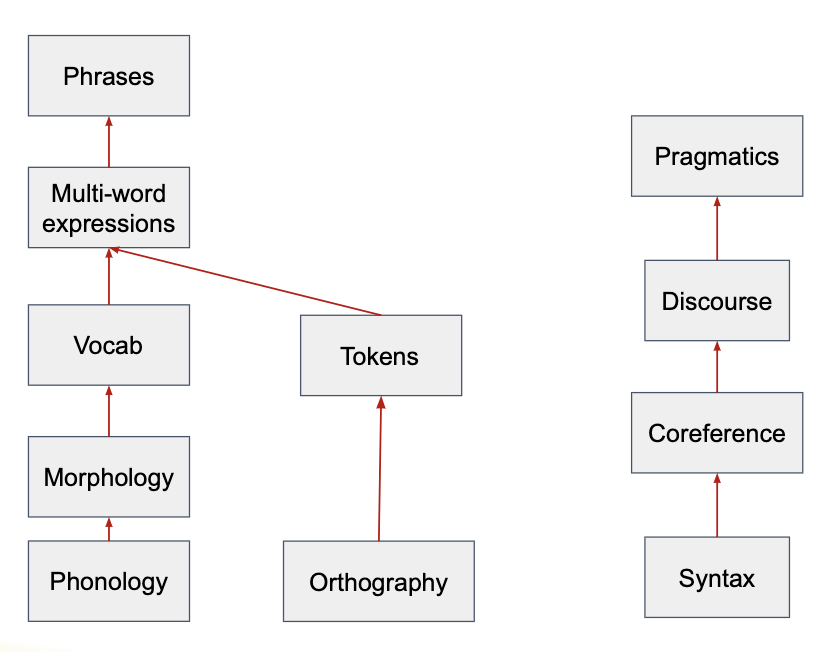 Phrases
Multi-word
expressions
Vocab
Morphology
Phonology
Tokens
Orthography
Pragmatics
Discourse
Coreference
Syntax